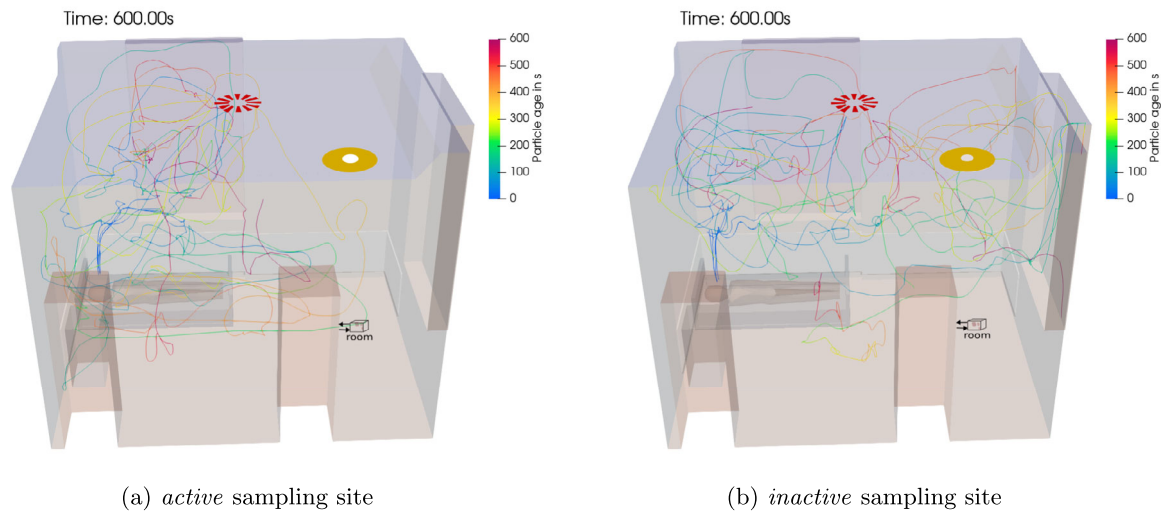 Time: 600.00s
600
500
400
300
200
100
0
Particle age in s
room
(a) active sampling site
Time: 600.00s
600
500
400
300
200
100
0
Particle age in s
room
(b) inactive sampling site